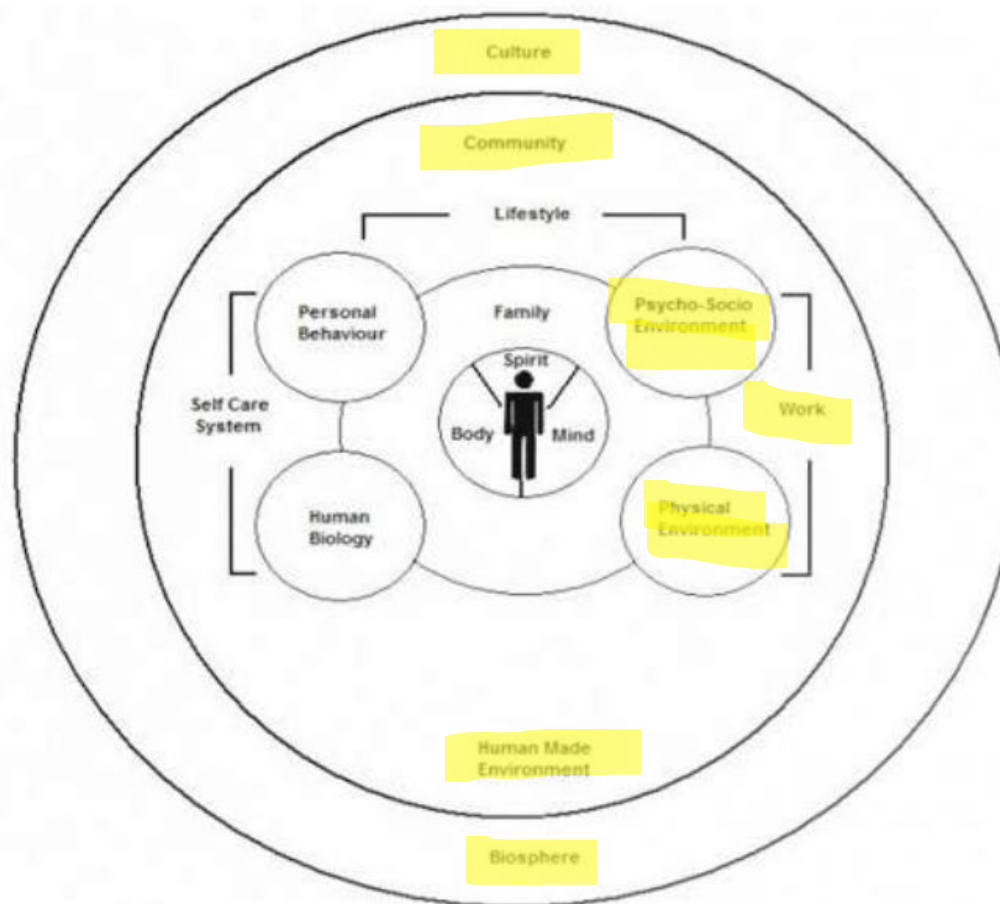 Culture
Community
Lifestyle
Personal
Behaviour
Family
Psycho-Socio
Environment
Spirit
Self Care
System
Body
Mind
Work
Human
Biology
Physical
Environment
Human Made
Environment
Biosphere